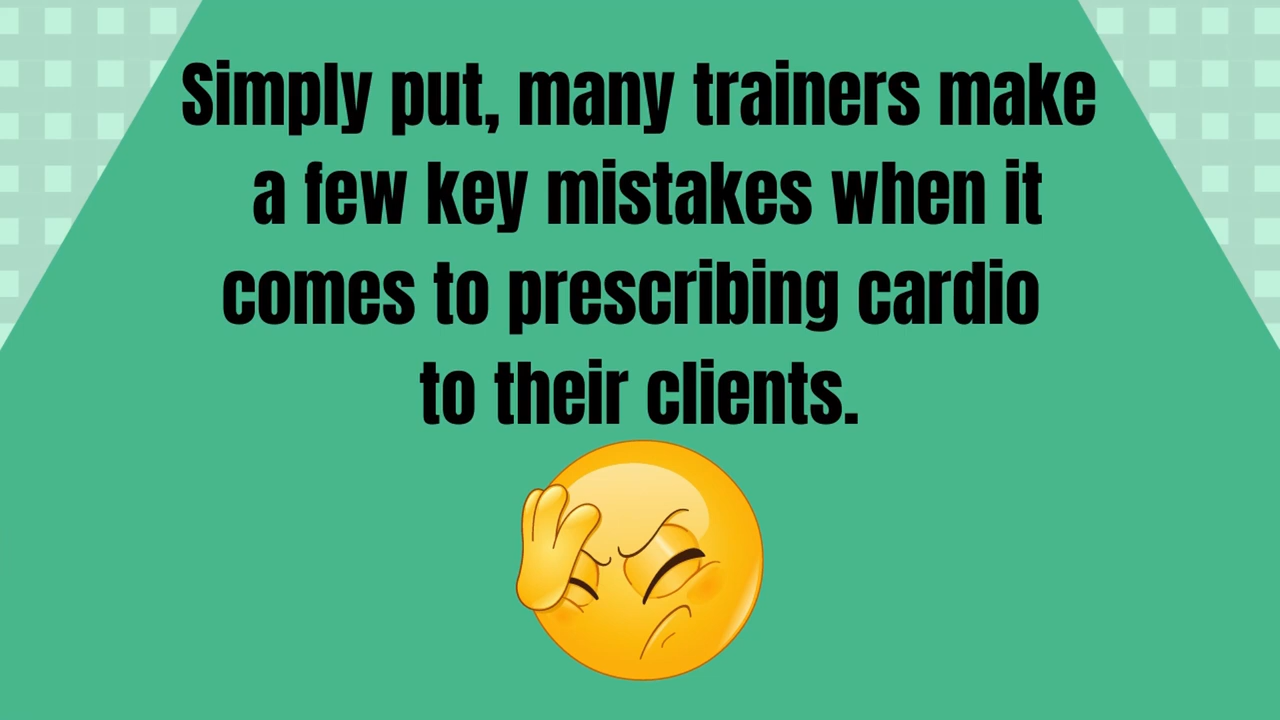 Simply put, many trainers make
a few key mistakes when it
comes to prescribing cardio
to their clients.